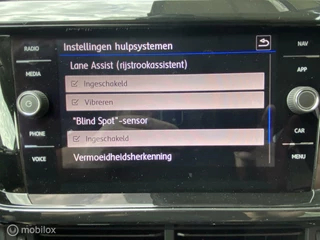 Instellingen hulpsystemen
RADIO
NAV
Lane Assist (rijstrookassistent)
MEDIA
APP
Ingeschakeld
Vibreren
"Blind Spot"-sensor
PHONE
CAR
Ingeschakeld
VOICE
Vermoeidheidsherkenning
MENU
© mobilox